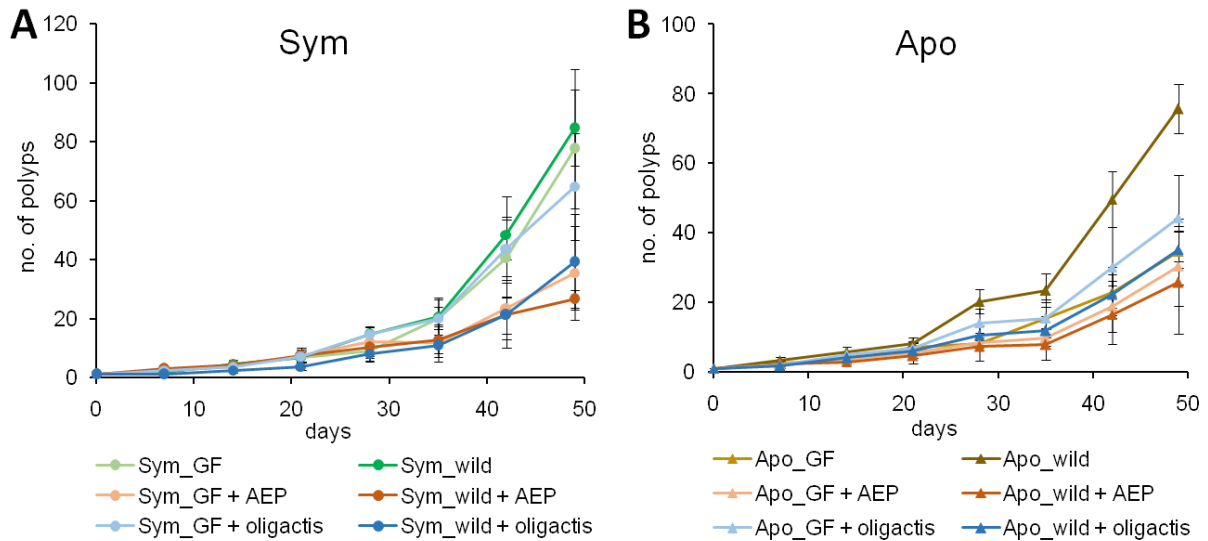 A
Sym
no. of polyps
120
100
80
60
40
20
0
0 10 20 30 40 50
days
Sym_GF Sym_wild
Sym_GF + AEP Sym_wild + AEP
Sym_GF + oligactis Sym_wild + oligactis
B
Apo
no. of polyps
100
80
60
40
20
0
0 10 20 30 40 50
days
Apo_GF Apo_wild
Apo_GF + AEP Apo_wild + AEP
Apo_GF + oligactis Apo_wild + oligactis